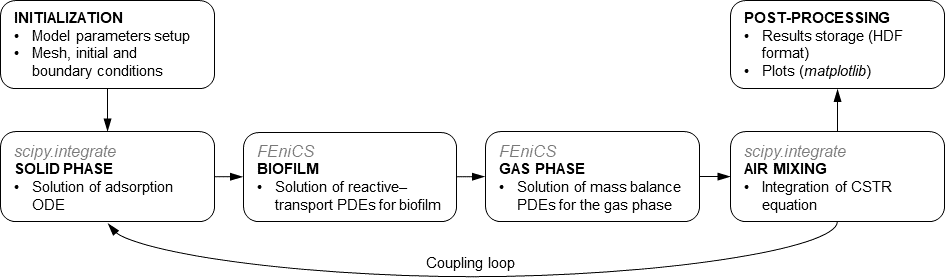 INITIALIZATION
• Model parameters setup
• Mesh, initial and
boundary conditions
POST-PROCESSING
• Results storage (HDF
format)
• Plots (matplotlib)
scipy.integrate
SOLID PHASE
• Solution of adsorption
ODE
FEniCS
BIOFILM
• Solution of reactive–
transport PDEs for biofilm
FEniCS
GAS PHASE
• Solution of mass balance
PDEs for the gas phase
scipy.integrate
AIR MIXING
• Integration of CSTR
equation
Coupling loop